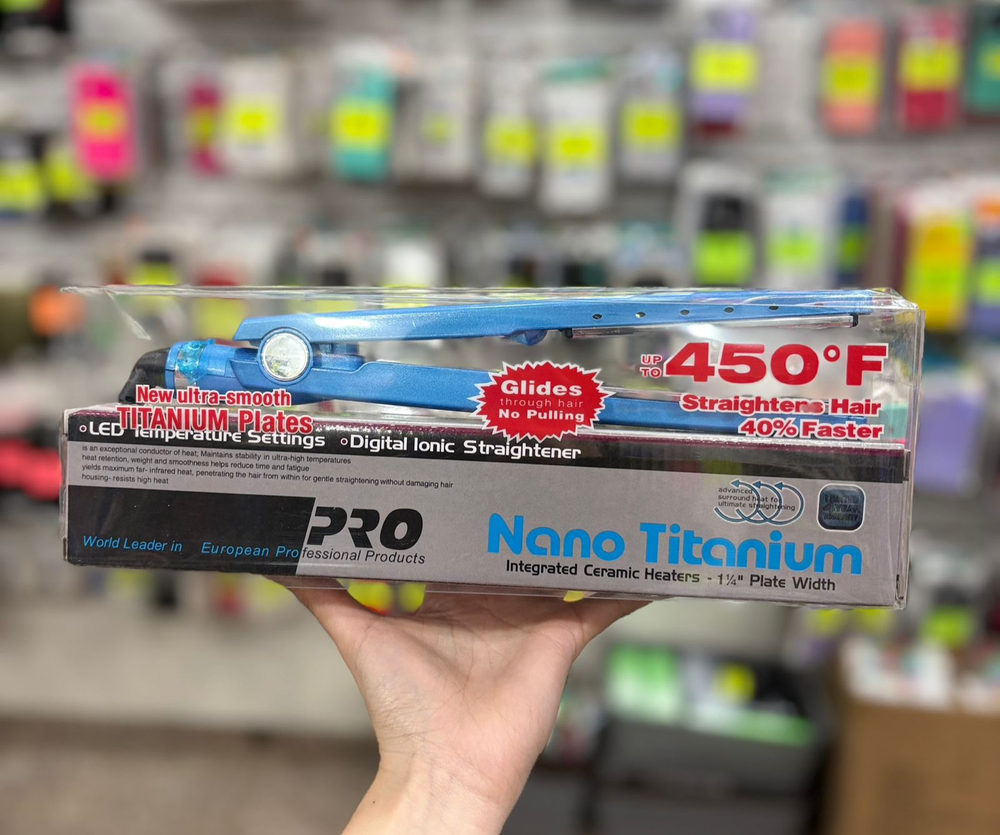 UP TO 450°F
Straightens Hair
40% Faster
Glides
through hair
No Pulling
New ultra-smooth
TITANIUM Plates
LED Temperature Settings
Digital Ionic Straightener
is an exceptional conductor of heat; Maintains stability in ultra-high temperatures
heat retention, weight and smoothness helps reduce time and fatigue
yields maximum far- infrared heat, penetrating the hair from within for gentle straightening without damaging hair
housing- resists high heat
advanced
surround heat for
ultimate straightening
LIMITED
WARRANTY
PRO
World Leader in European Professional Products
Nano Titanium
Integrated Ceramic Heaters - 1¼" Plate Width